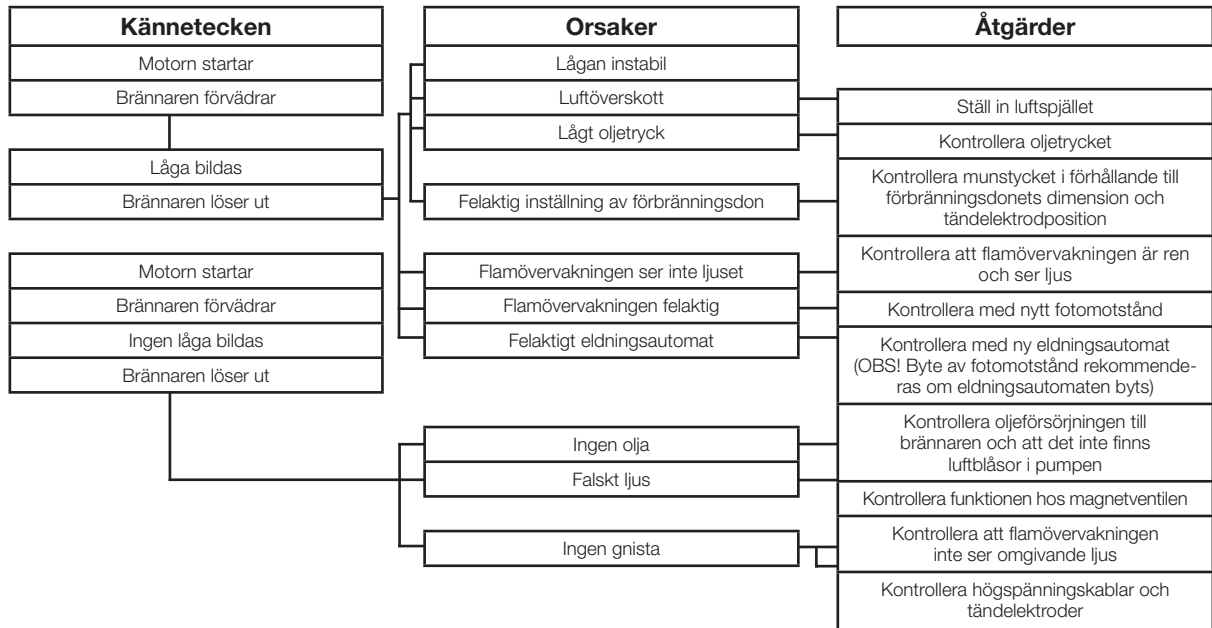 Kännetecken
Motorn startar
Brännaren förvädrar
Låga bildas
Brännaren löser ut
Motorn startar
Brännaren förvädrar
Ingen låga bildas
Brännaren löser ut
Orsaker
Lågan instabil
Luftöverskott
Lågt oljetryck
Felaktig inställning av förbränningsdon
Flamövervakningen ser inte ljuset
Flamövervakningen felaktig
Felaktigt eldningsautomat
Ingen olja
Falskt ljus
Ingen gnista
Åtgärder
Ställ in luftspjället
Kontrollera oljetrycket
Kontrollera munstycket i förhållande till
förbränningsdonets dimension och
tändelektrodposition
Kontrollera att flamövervakningen är ren
och ser ljus
Kontrollera med nytt fotomotstånd
Kontrollera med ny eldningsautomat
(OBS! Byte av fotomotstånd rekommende-
ras om eldningsautomaten byts)
Kontrollera oljeförsörjningen till
brännaren och att det inte finns
luftblåsor i pumpen
Kontrollera funktionen hos magnetventilen
Kontrollera att flamövervakningen
inte ser omgivande ljus
Kontrollera högspänningskablar och
tändelektroder